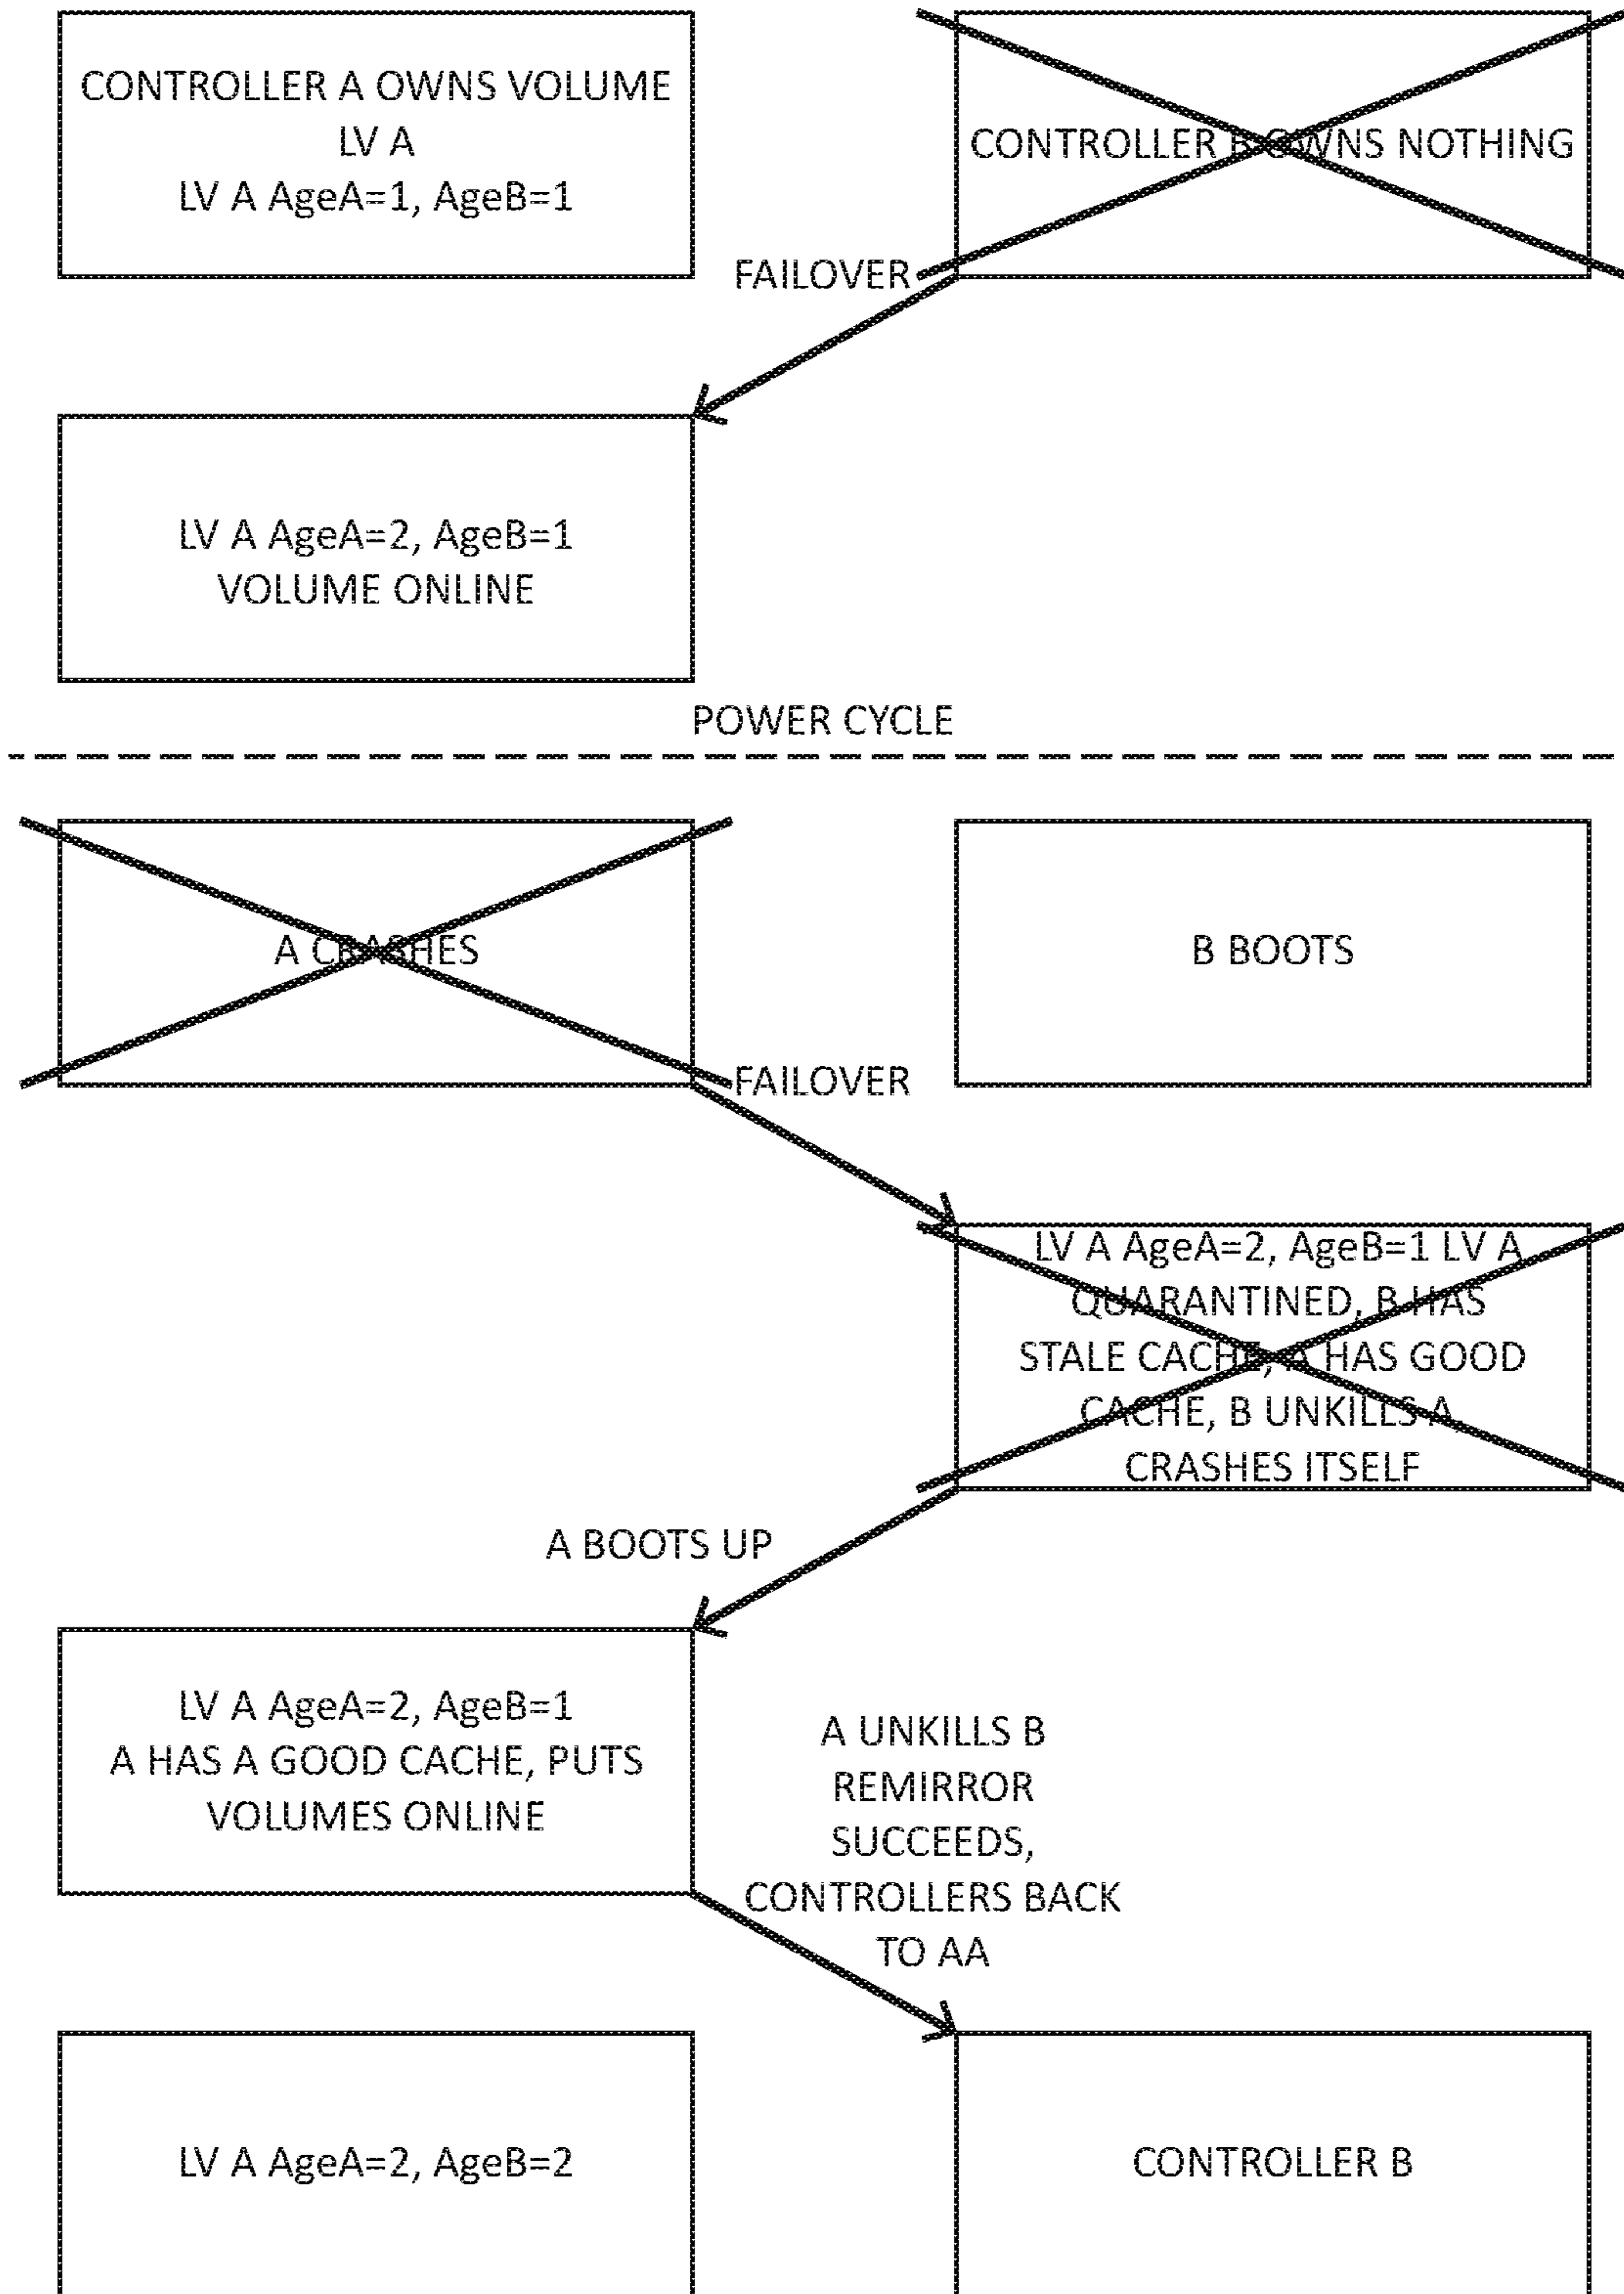 CONTROLLER A OWNS VOLUME
LV A
LV A AgeA=1, AgeB=1
CONTROLLER B OWNS NOTHING
FAILOVER
LV A AgeA=2, AgeB=1
VOLUME ONLINE
POWER CYCLE
A CRASHES
B BOOTS
FAILOVER
LV A AgeA=2, AgeB=1 LV A
QUARANTINED, B HAS
STALE CACHE, A HAS GOOD
CACHE, B UNKILLS A,
CRASHES ITSELF
A BOOTS UP
LV A AgeA=2, AgeB=1
A HAS A GOOD CACHE, PUTS
VOLUMES ONLINE
A UNKILLS B
REMIRROR
SUCCEEDS,
CONTROLLERS BACK
TO AA
LV A AgeA=2, AgeB=2
CONTROLLER B